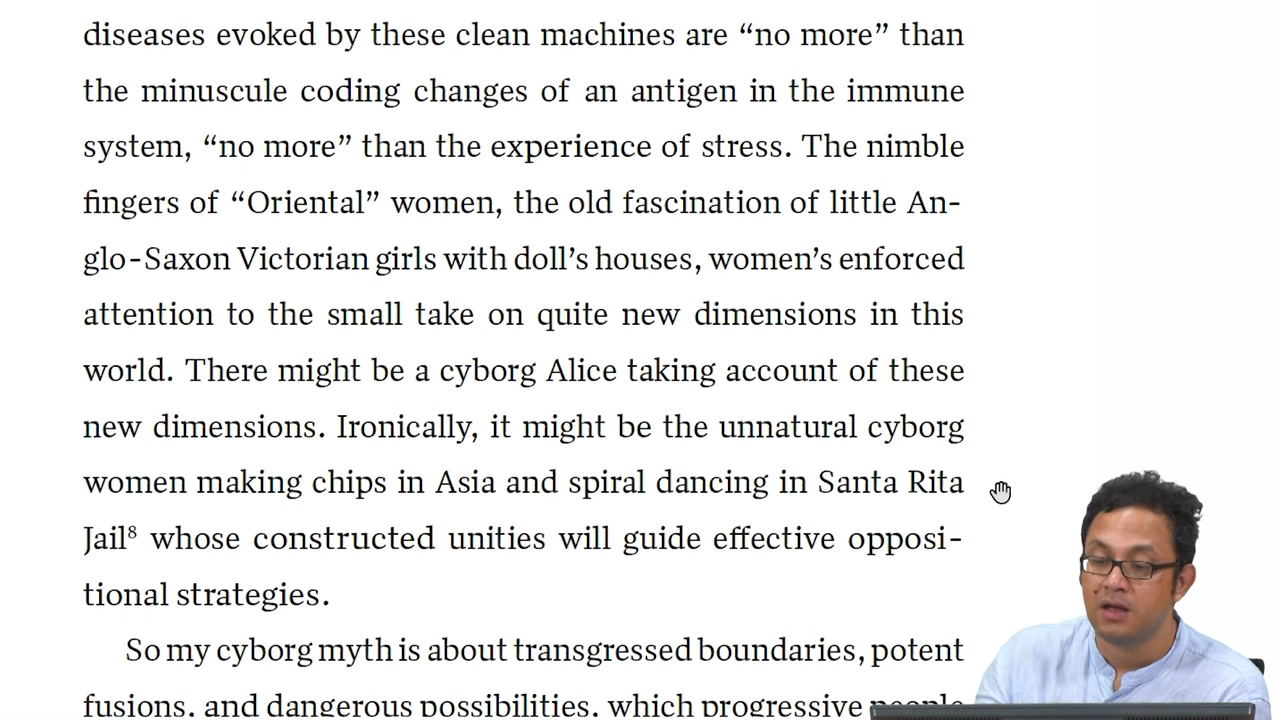 diseases evoked by these clean machines are “no more” than
the minuscule coding changes of an antigen in the immune
system, “no more” than the experience of stress. The nimble
fingers of “Oriental” women, the old fascination of little An-
glo-Saxon Victorian girls with doll’s houses, women’s enforced
attention to the small take on quite new dimensions in this
world. There might be a cyborg Alice taking account of these
new dimensions. Ironically, it might be the unnatural cyborg
women making chips in Asia and spiral dancing in Santa Rita
Jail⁸ whose constructed unities will guide effective opposi-
tional strategies.
So my cyborg myth is about transgressed boundaries, potent
fusions, and dangerous possibilities, which progressive people